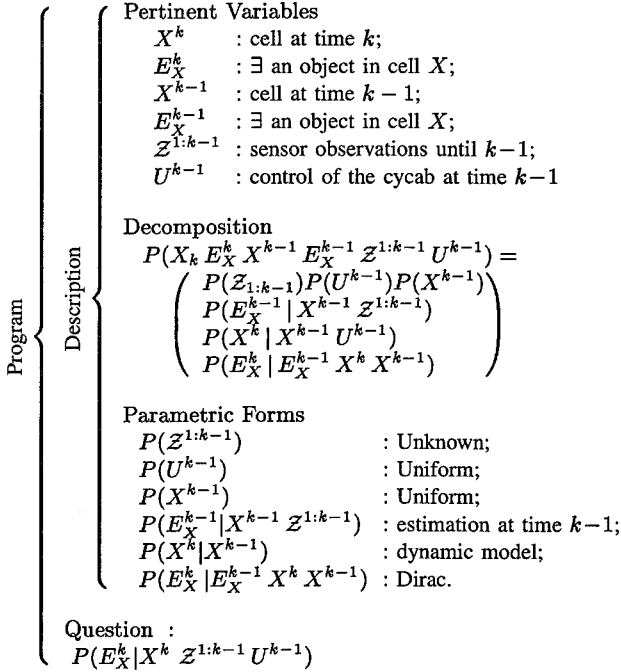 Program
Description
Pertinent Variables
X^k : cell at time k;
E_X^k : ∃ an object in cell X;
X^{k-1} : cell at time k − 1;
E_X^{k-1} : ∃ an object in cell X;
𝒵^{1:k-1} : sensor observations until k−1;
U^{k-1} : control of the cycab at time k−1
Decomposition
P(X_k E_X^k X^{k-1} E_X^{k-1} 𝒵^{1:k-1} U^{k-1}) =
P(𝒵_{1:k-1})P(U^{k-1})P(X^{k-1})
P(E_X^{k-1} | X^{k-1} 𝒵^{1:k-1})
P(X^k | X^{k-1} U^{k-1})
P(E_X^k | E_X^{k-1} X^k X^{k-1})
Parametric Forms
P(𝒵^{1:k-1}) : Unknown;
P(U^{k-1}) : Uniform;
P(X^{k-1}) : Uniform;
P(E_X^{k-1}|X^{k-1} 𝒵^{1:k-1}) : estimation at time k−1;
P(X^k|X^{k-1}) : dynamic model;
P(E_X^k |E_X^{k-1} X^k X^{k-1}) : Dirac.
Question :
P(E_X^k|X^k 𝒵^{1:k-1} U^{k-1})